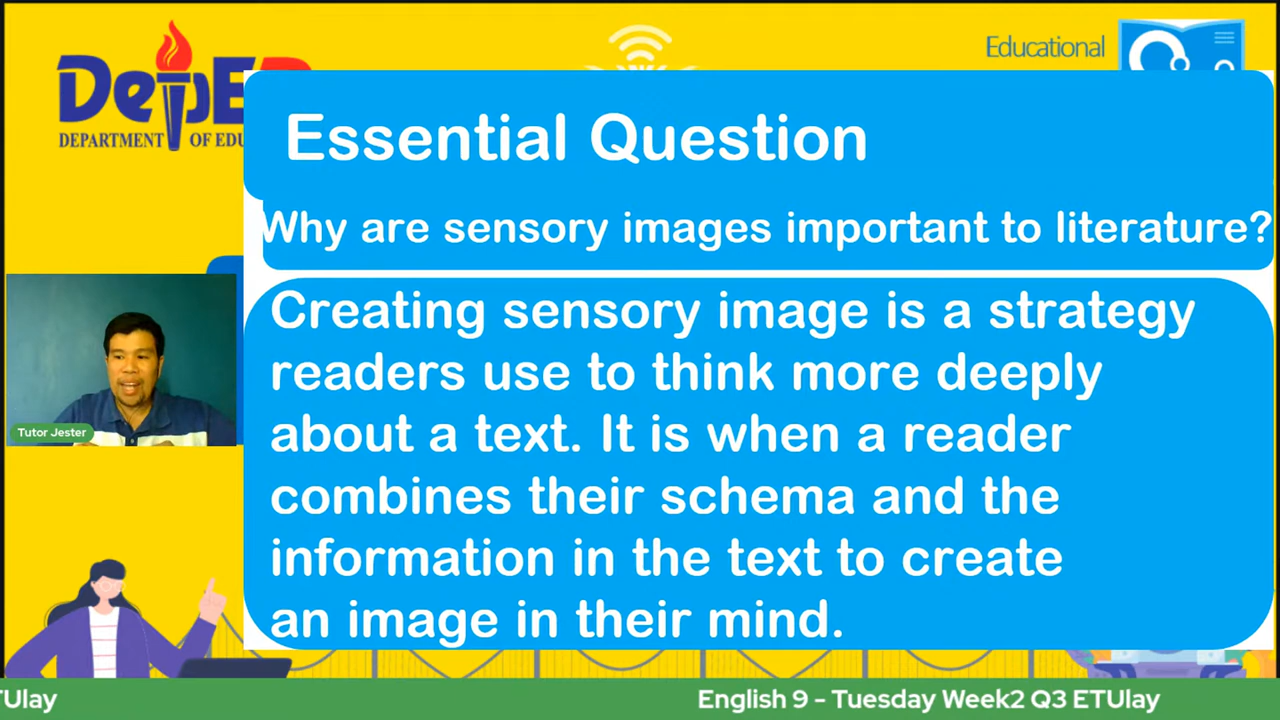 DepE
DEPARTMENT OF EDU
Educational
Essential Question
Why are sensory images important to literature?
Creating sensory image is a strategy
readers use to think more deeply
about a text. It is when a reader
combines their schema and the
information in the text to create
an image in their mind.
Tutor Jester
TUlay
English 9 - Tuesday Week2 Q3 ETUlay